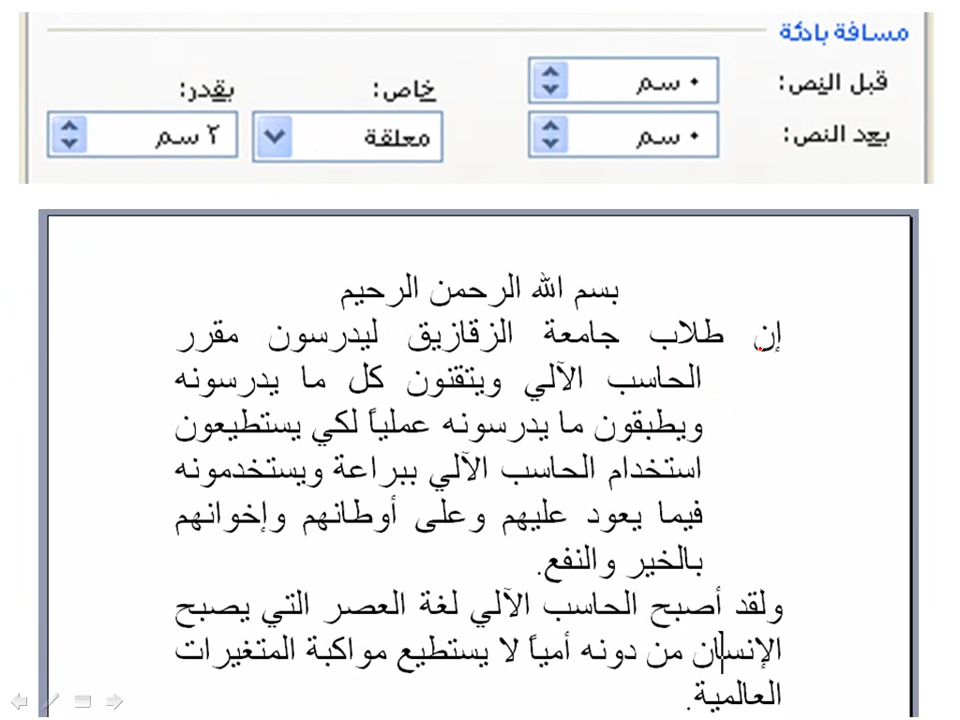 مسافة بادئة
قبل النص: ٠ سم
بعد النص: ٠ سم
خاص: بقدر:
معلقة ٢ سم
بسم الله الرحمن الرحيم
إن طلاب جامعة الزقازيق ليدرسون مقرر
الحاسب الآلي ويتقنون كل ما يدرسونه
ويطبقون ما يدرسونه عملياً لكي يستطيعون
استخدام الحاسب الآلي ببراعة ويستخدمونه
فيما يعود عليهم وعلى أوطانهم وإخوانهم
بالخير والنفع.
ولقد أصبح الحاسب الآلي لغة العصر التي يصبح
الإنسان من دونه أمياً لا يستطيع مواكبة المتغيرات
العالمية.